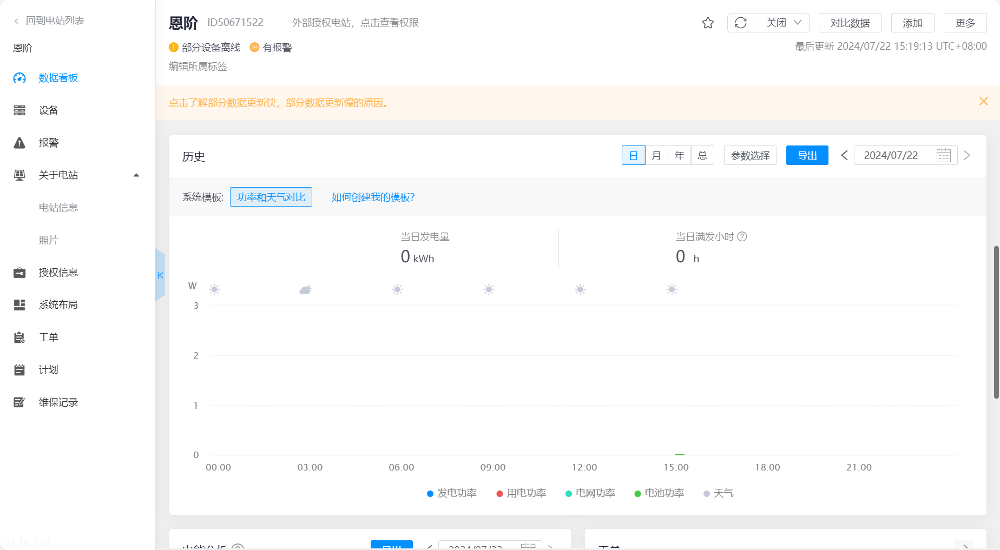 回到电站列表
恩阶
数据看板
设备
报警
关于电站
电站信息
照片
授权信息
系统布局
工单
计划
维保记录
v3.16.7-r2
恩阶 ID50671522 外部授权电站，点击查看权限
关闭 对比数据 添加 更多
部分设备离线 有报警
最后更新 2024/07/22 15:19:13 UTC+08:00
编辑所属标签
点击了解部分数据更新快，部分数据更新慢的原因。
历史
日 月 年 总 参数选择 导出 2024/07/22
系统模板: 功率和天气对比 如何创建我的模板?
当日发电量 当日满发小时
0 kWh 0 h
W
3
2
1
0
00:00 03:00 06:00 09:00 12:00 15:00 18:00 21:00
发电功率 用电功率 电网功率 电池功率 天气
电能分析 导出 2024/07/22 工单